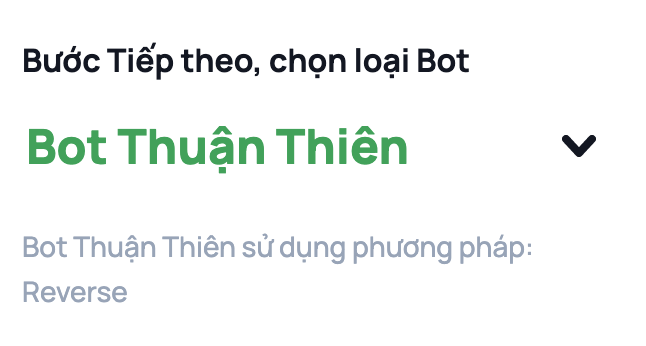 Bước Tiếp theo, chọn loại Bot
Bot Thuận Thiên
Bot Thuận Thiên sử dụng phương pháp:
Reverse